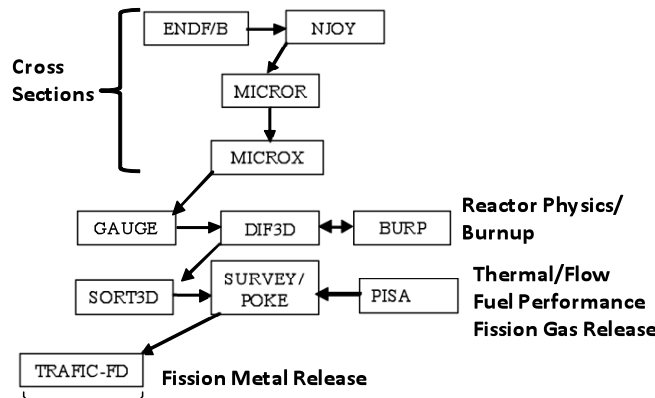 ENDF/B
NJOY
Cross
Sections
MICROR
MICROX
GAUGE
DIF3D
BURP
Reactor Physics/
Burnup
SORT3D
SURVEY/
POKE
PISA
Thermal/Flow
Fuel Performance
Fission Gas Release
TRAFIC-FD
Fission Metal Release